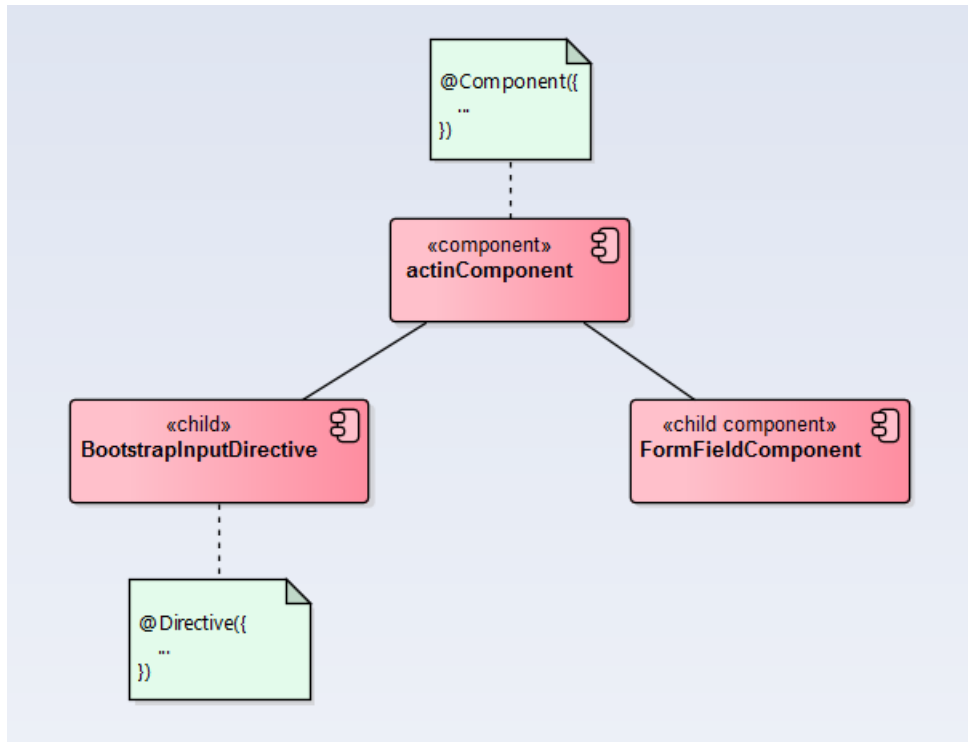 @Component({
...
})
«component»
actinComponent
«child»
BootstrapInputDirective
«child component»
FormFieldComponent
@Directive({
...
})